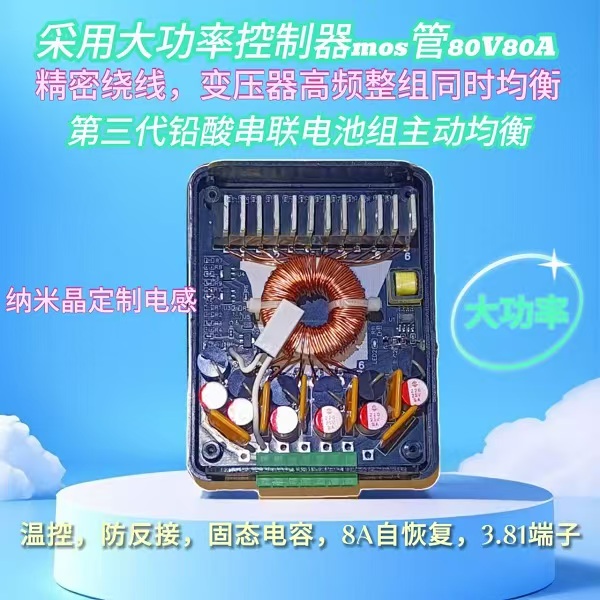 采用大功率控制器mos管80V80A
精密绕线，变压器高频整组同时均衡
第三代铅酸串联电池组主动均衡
6
纳米晶定制电感
大功率
温控，防反接，固态电容，8A自恢复，3.81端子